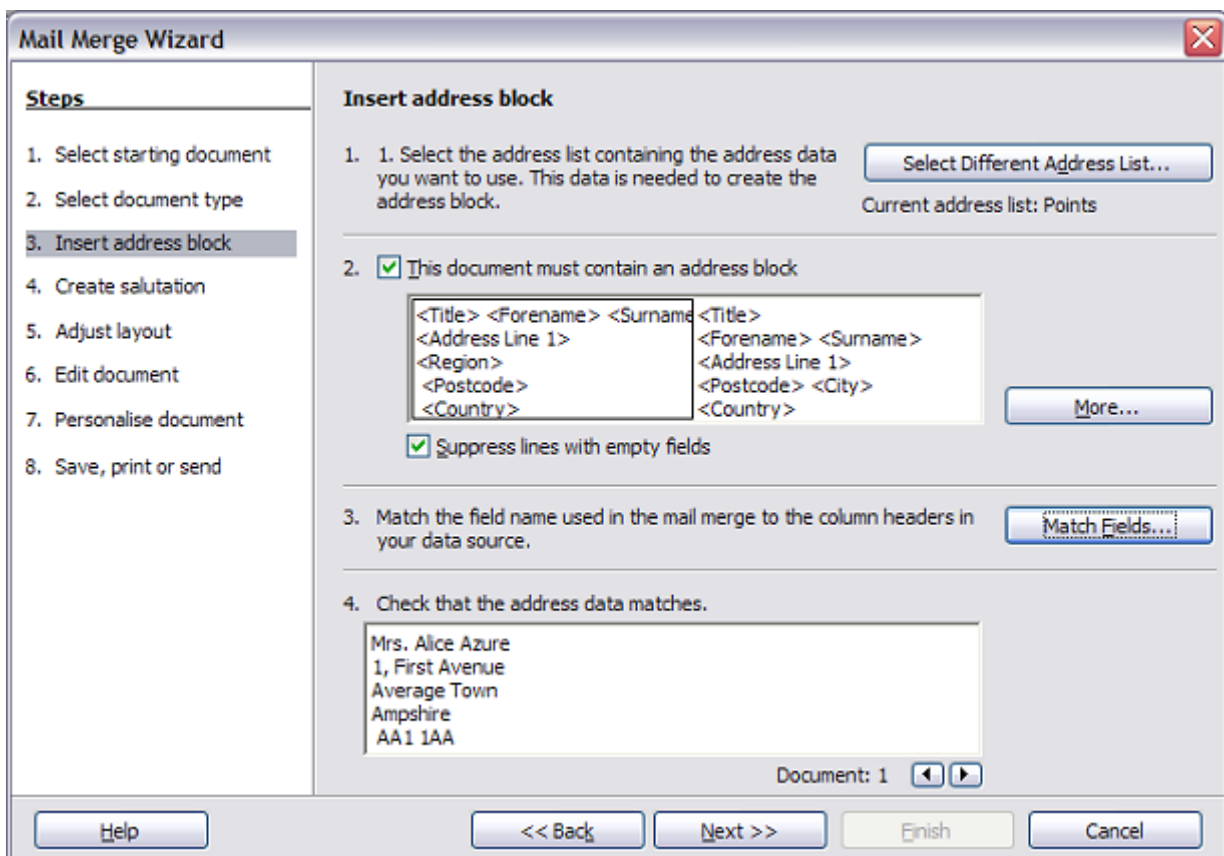 Mail Merge Wizard
Steps
1. Select starting document
2. Select document type
3. Insert address block
4. Create salutation
5. Adjust layout
6. Edit document
7. Personalise document
8. Save, print or send
Insert address block
1. 1. Select the address list containing the address data
you want to use. This data is needed to create the
address block.
Select Different Address List...
Current address list: Points
2. This document must contain an address block
<Title> <Forename> <Surname
<Address Line 1>
<Region>
<Postcode>
<Country>
<Title>
<Forename> <Surname>
<Address Line 1>
<Postcode> <City>
<Country>
More...
Suppress lines with empty fields
3. Match the field name used in the mail merge to the column headers in
your data source.
Match Fields...
4. Check that the address data matches.
Mrs. Alice Azure
1, First Avenue
Average Town
Ampshire
AA1 1AA
Document: 1
Help
<< Back
Next >>
Finish
Cancel